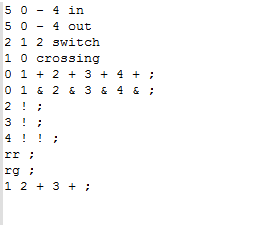 5 0 - 4 in
5 0 - 4 out
2 1 2 switch
1 0 crossing
0 1 + 2 + 3 + 4 + ;
0 1 & 2 & 3 & 4 & ;
2 ! ;
3 ! ;
4 ! ! ;
rr ;
rg ;
1 2 + 3 + ;